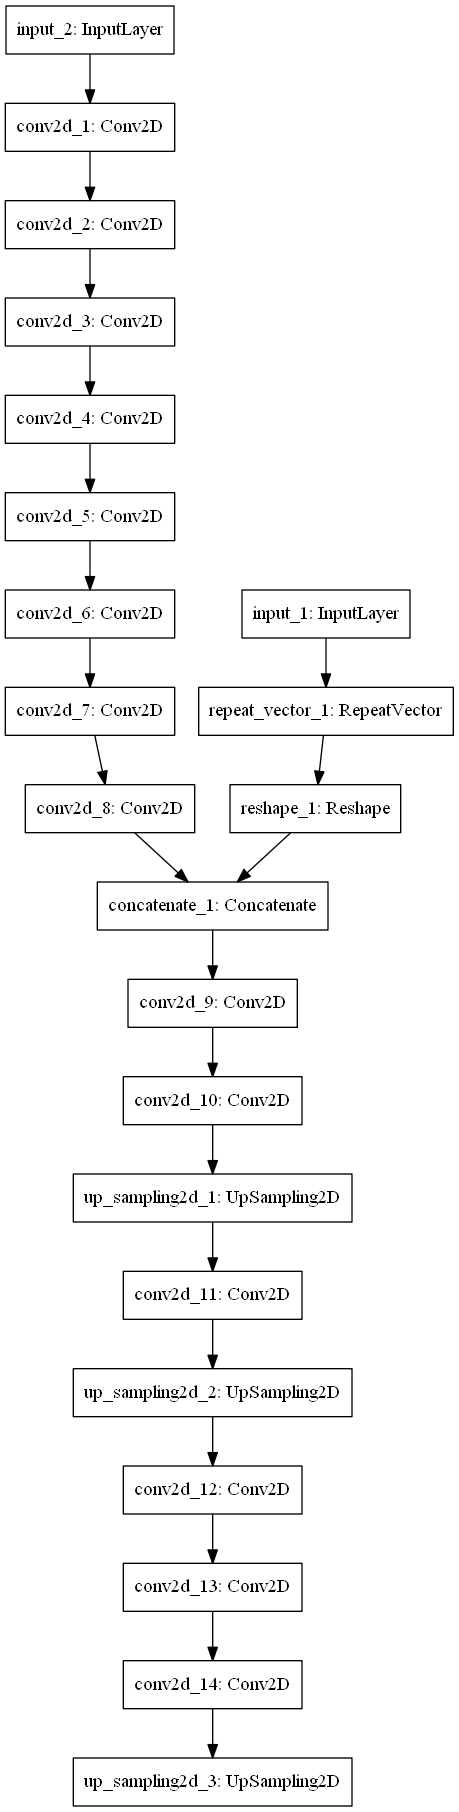 input_2: InputLayer
conv2d_1: Conv2D
conv2d_2: Conv2D
conv2d_3: Conv2D
conv2d_4: Conv2D
conv2d_5: Conv2D
conv2d_6: Conv2D
input_1: InputLayer
conv2d_7: Conv2D
repeat_vector_1: RepeatVector
conv2d_8: Conv2D
reshape_1: Reshape
concatenate_1: Concatenate
conv2d_9: Conv2D
conv2d_10: Conv2D
up_sampling2d_1: UpSampling2D
conv2d_11: Conv2D
up_sampling2d_2: UpSampling2D
conv2d_12: Conv2D
conv2d_13: Conv2D
conv2d_14: Conv2D
up_sampling2d_3: UpSampling2D